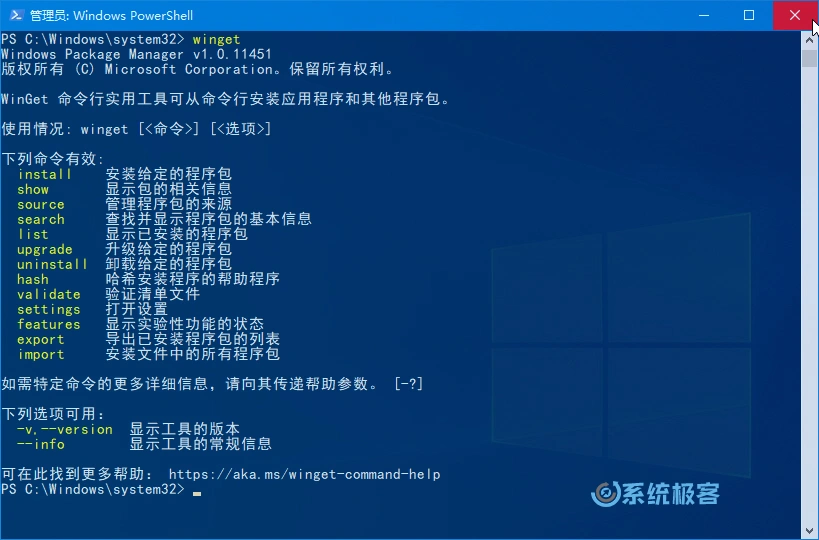 管理员: Windows PowerShell
PS C:\Windows\system32> winget
Windows Package Manager v1.0.11451
版权所有 (C) Microsoft Corporation。保留所有权利。
WinGet 命令行实用工具可从命令行安装应用程序和其他程序包。
使用情况: winget [<命令>] [<选项>]
下列命令有效:
install 安装给定的程序包
show 显示包的相关信息
source 管理程序包的来源
search 查找并显示程序包的基本信息
list 显示已安装的程序包
upgrade 升级给定的程序包
uninstall 卸载给定的程序包
hash 哈希安装程序的帮助程序
validate 验证清单文件
settings 打开设置
features 显示实验性功能的状态
export 导出已安装程序包的列表
import 安装文件中的所有程序包
如需特定命令的更多详细信息，请向其传递帮助参数。 [-?]
下列选项可用：
-v,--version 显示工具的版本
--info 显示工具的常规信息
可在此找到更多帮助： https://aka.ms/winget-command-help
PS C:\Windows\system32>
系统极客